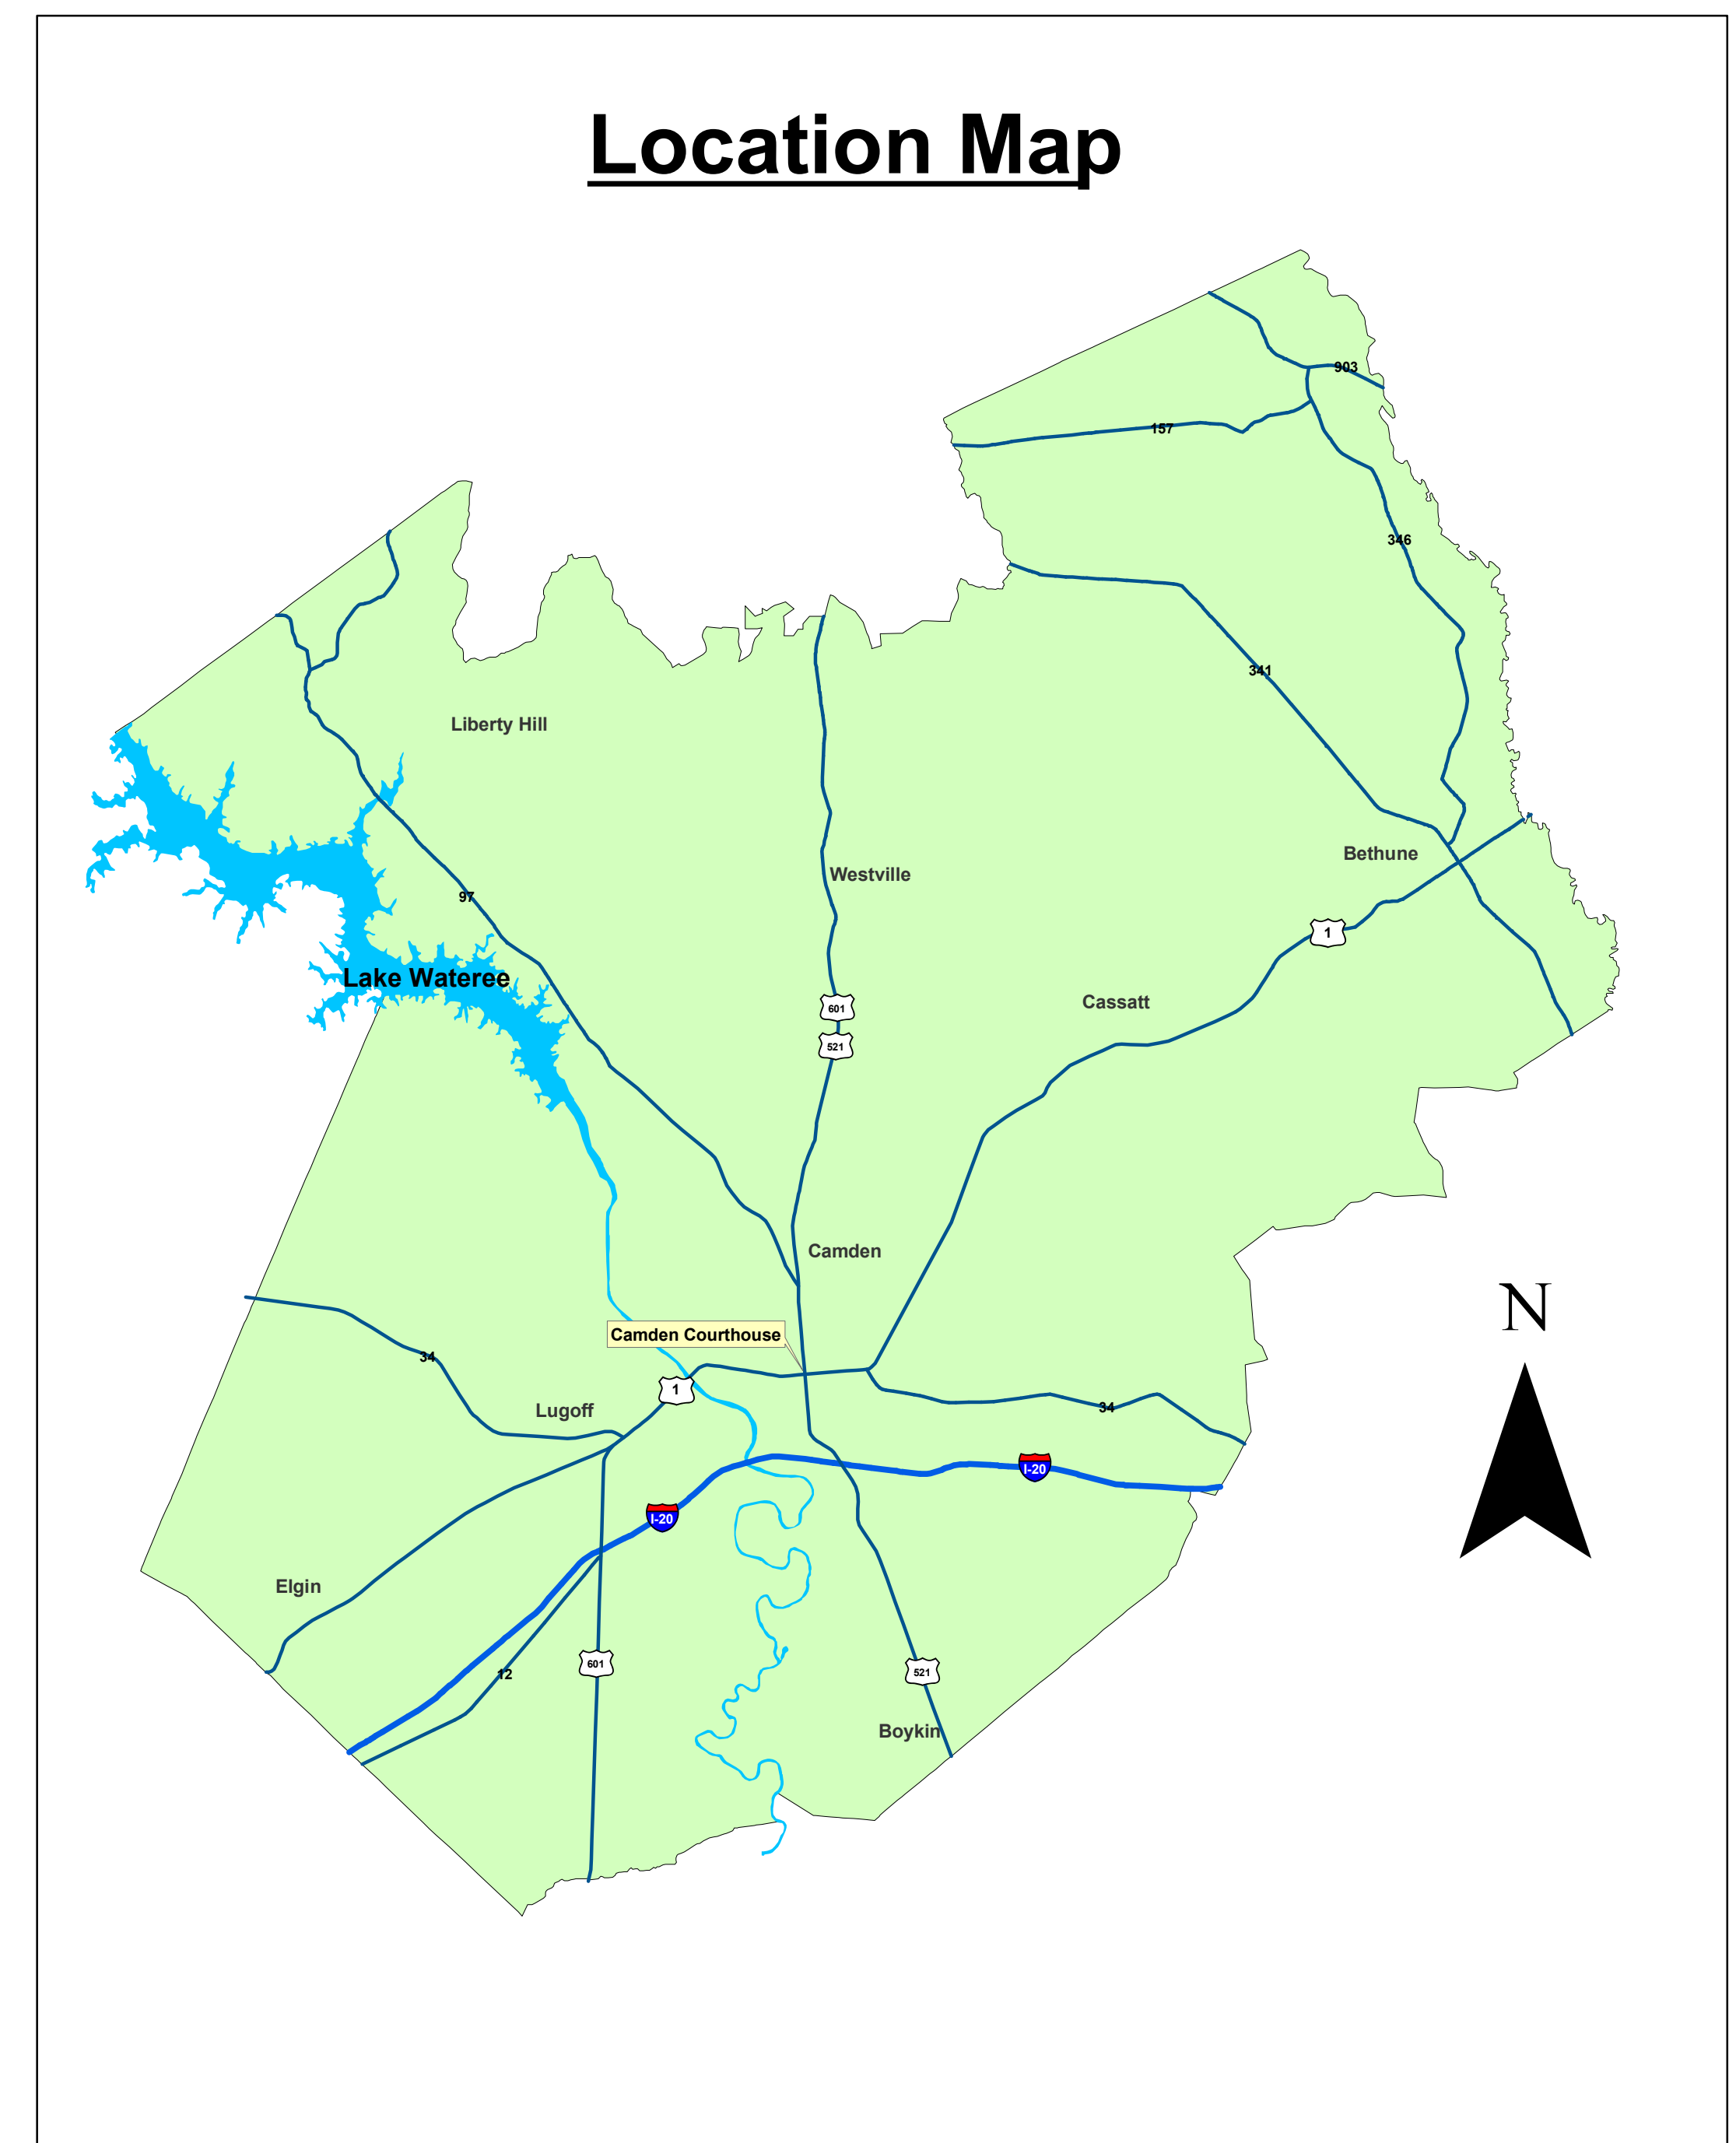 Location Map
903
157
346
341
Liberty Hill
Bethune
Westville
97
1
Lake Wateree
Cassatt
601
521
Camden
N
Camden Courthouse
34
1
Lugoff
34
I-20
I-20
Elgin
601
521
12
Boykin